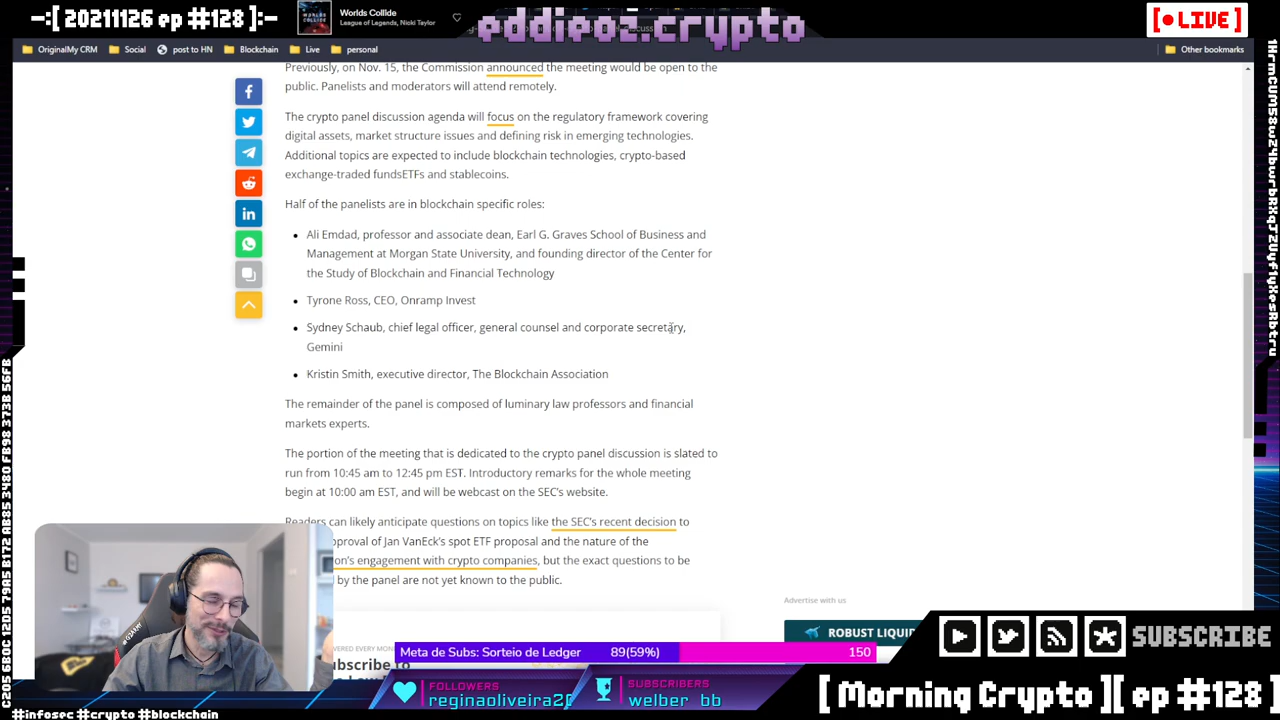 -:[ 20211126 ep #128 ]:-
Worlds Collide
League of Legends, Nicki Taylor
eddieoz.crypto
[● LIVE]
OriginalMy CRM
Social
post to HN
Blockchain
Live
personal
Other bookmarks
Previously, on Nov. 15, the Commission announced the meeting would be open to the
public. Panelists and moderators will attend remotely.
The crypto panel discussion agenda will focus on the regulatory framework covering
digital assets, market structure issues and defining risk in emerging technologies.
Additional topics are expected to include blockchain technologies, crypto-based
exchange-traded fundsETFs and stablecoins.
Half of the panelists are in blockchain specific roles:
Ali Emdad, professor and associate dean, Earl G. Graves School of Business and
Management at Morgan State University, and founding director of the Center for
the Study of Blockchain and Financial Technology
Tyrone Ross, CEO, Onramp Invest
Sydney Schaub, chief legal officer, general counsel and corporate secretary,
Gemini
Kristin Smith, executive director, The Blockchain Association
The remainder of the panel is composed of luminary law professors and financial
markets experts.
The portion of the meeting that is dedicated to the crypto panel discussion is slated to
run from 10:45 am to 12:45 pm EST. Introductory remarks for the whole meeting
begin at 10:00 am EST, and will be webcast on the SEC's website.
Readers can likely anticipate questions on topics like the SEC's recent decision to
proval of Jan VanEck's spot ETF proposal and the nature of the
on's engagement with crypto companies, but the exact questions to be
by the panel are not yet known to the public.
Advertise with us
ROBUST LIQUI
VERED EVERY MON
ubscribe to
Meta de Subs: Sorteio de Ledger 89(59%) 150
FOLLOWERS
reginaoliveira20
SUBSCRIBERS
welber_bb
SUBSCRIBE
[ Morning Crypto ][ ep #128 ]
#infosec #crypto #blockchain